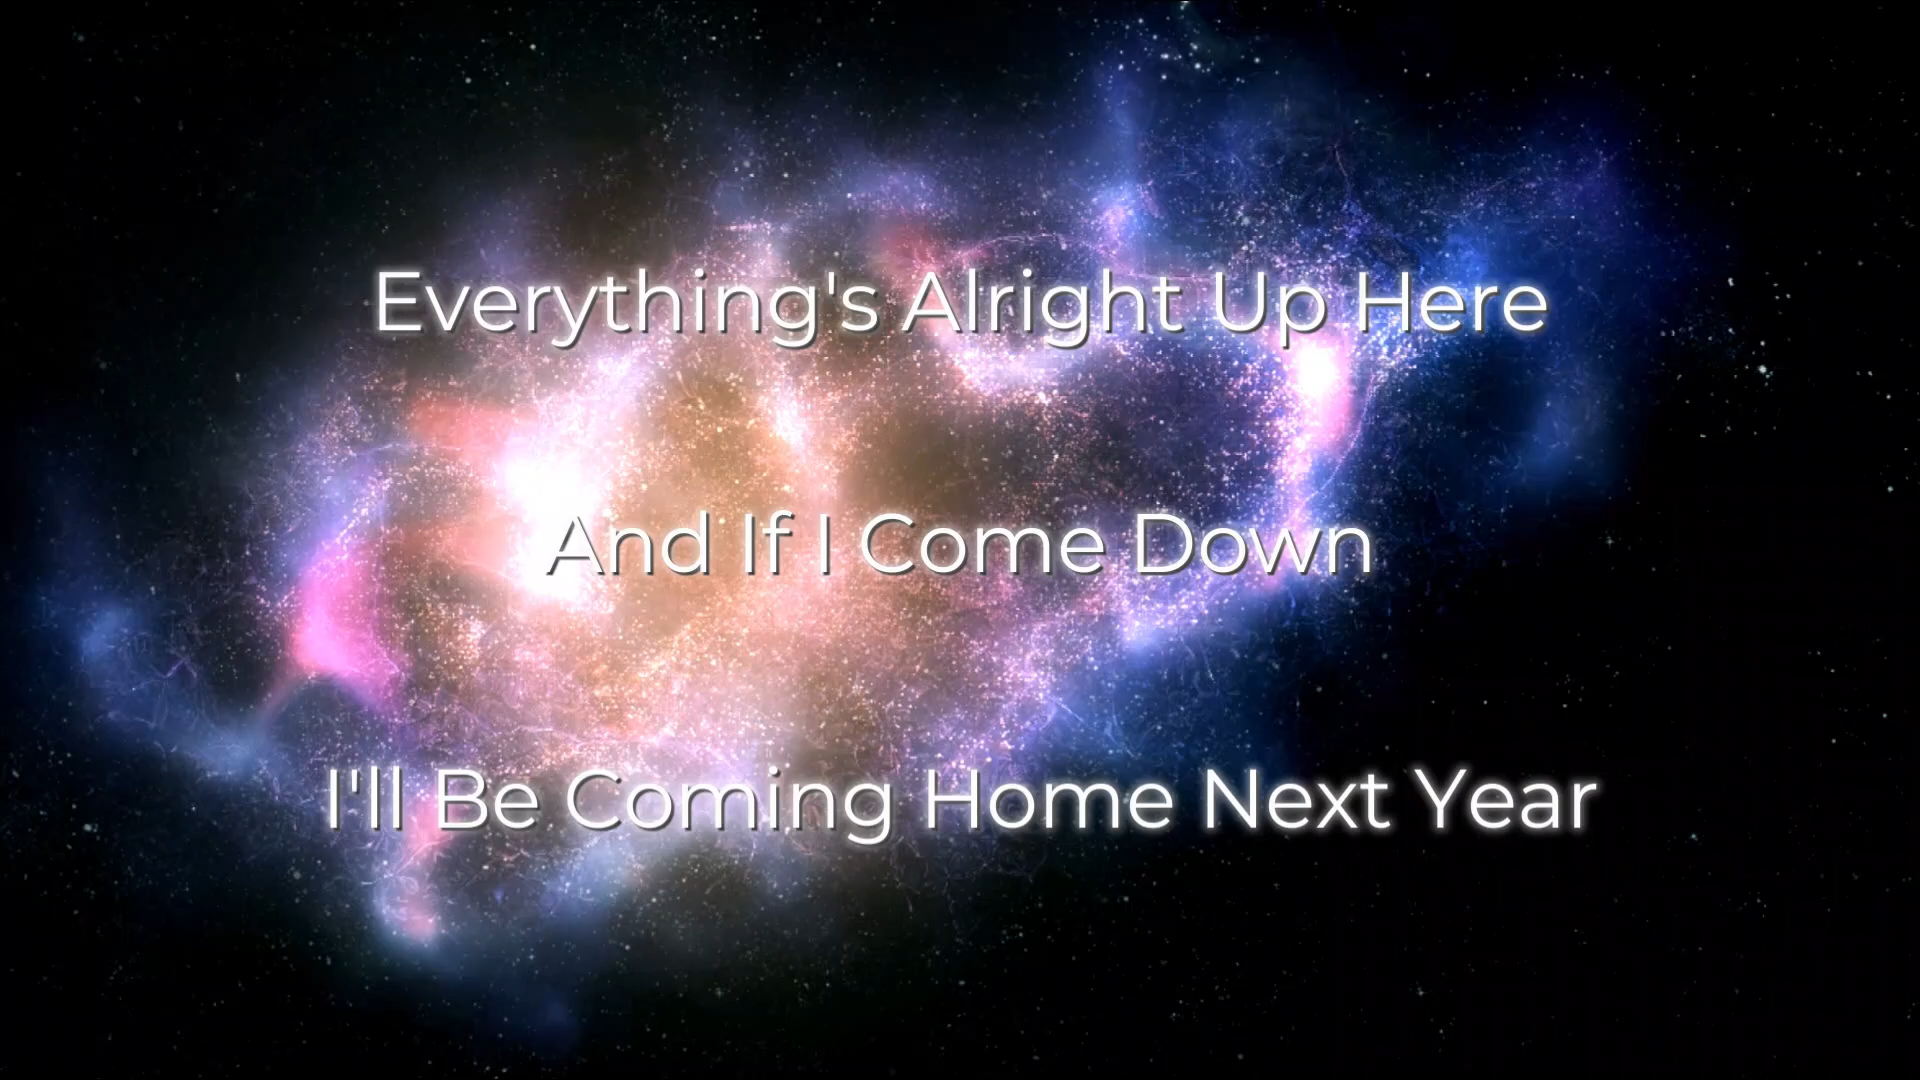 Everything's Alright Up Here
And If I Come Down
I'll Be Coming Home Next Year